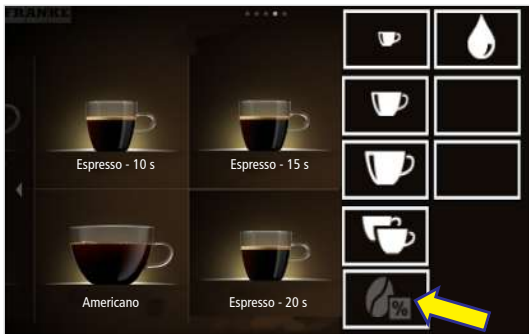 FRANKE
Espresso - 10 s
Espresso - 15 s
Americano
Espresso - 20 s
%